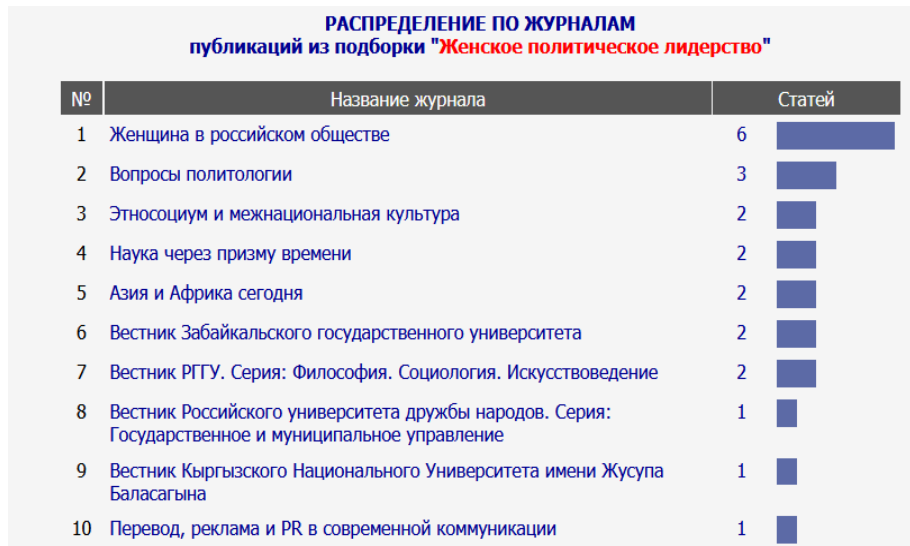 РАСПРЕДЕЛЕНИЕ ПО ЖУРНАЛАМ
публикаций из подборки "Женское политическое лидерство"
№ Название журнала Статей
1 Женщина в российском обществе 6
2 Вопросы политологии 3
3 Этносоциум и межнациональная культура 2
4 Наука через призму времени 2
5 Азия и Африка сегодня 2
6 Вестник Забайкальского государственного университета 2
7 Вестник РГГУ. Серия: Философия. Социология. Искусствоведение 2
8 Вестник Российского университета дружбы народов. Серия: 1
Государственное и муниципальное управление
9 Вестник Кыргызского Национального Университета имени Жусупа 1
Баласагына
10 Перевод, реклама и PR в современной коммуникации 1